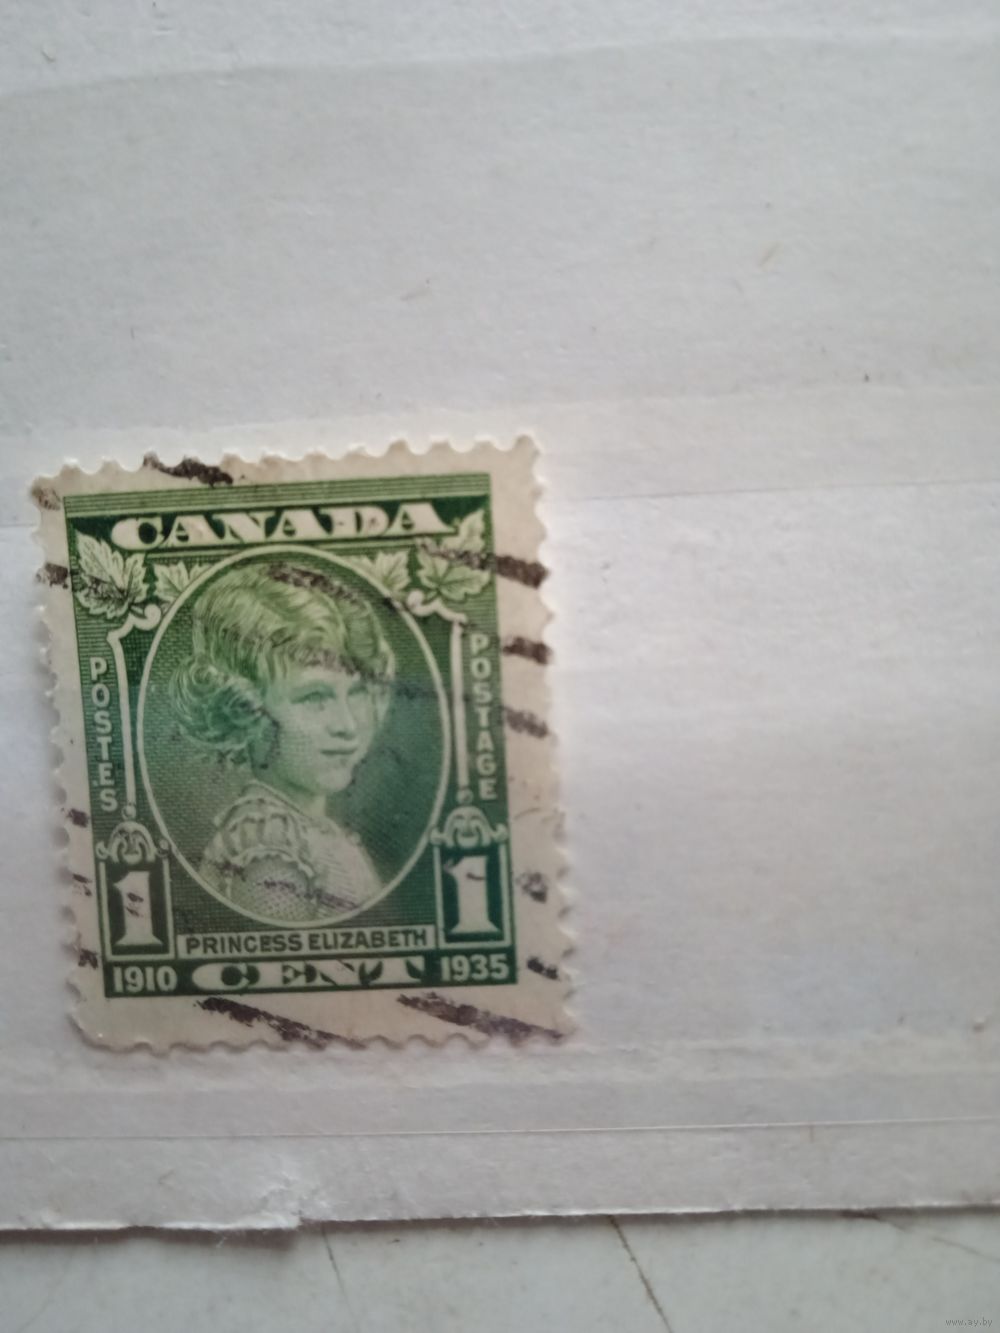 CANADA
POSTES
POSTAGE
1
1
PRINCESS ELIZABETH
1910 CENT 1935
www.ay.by